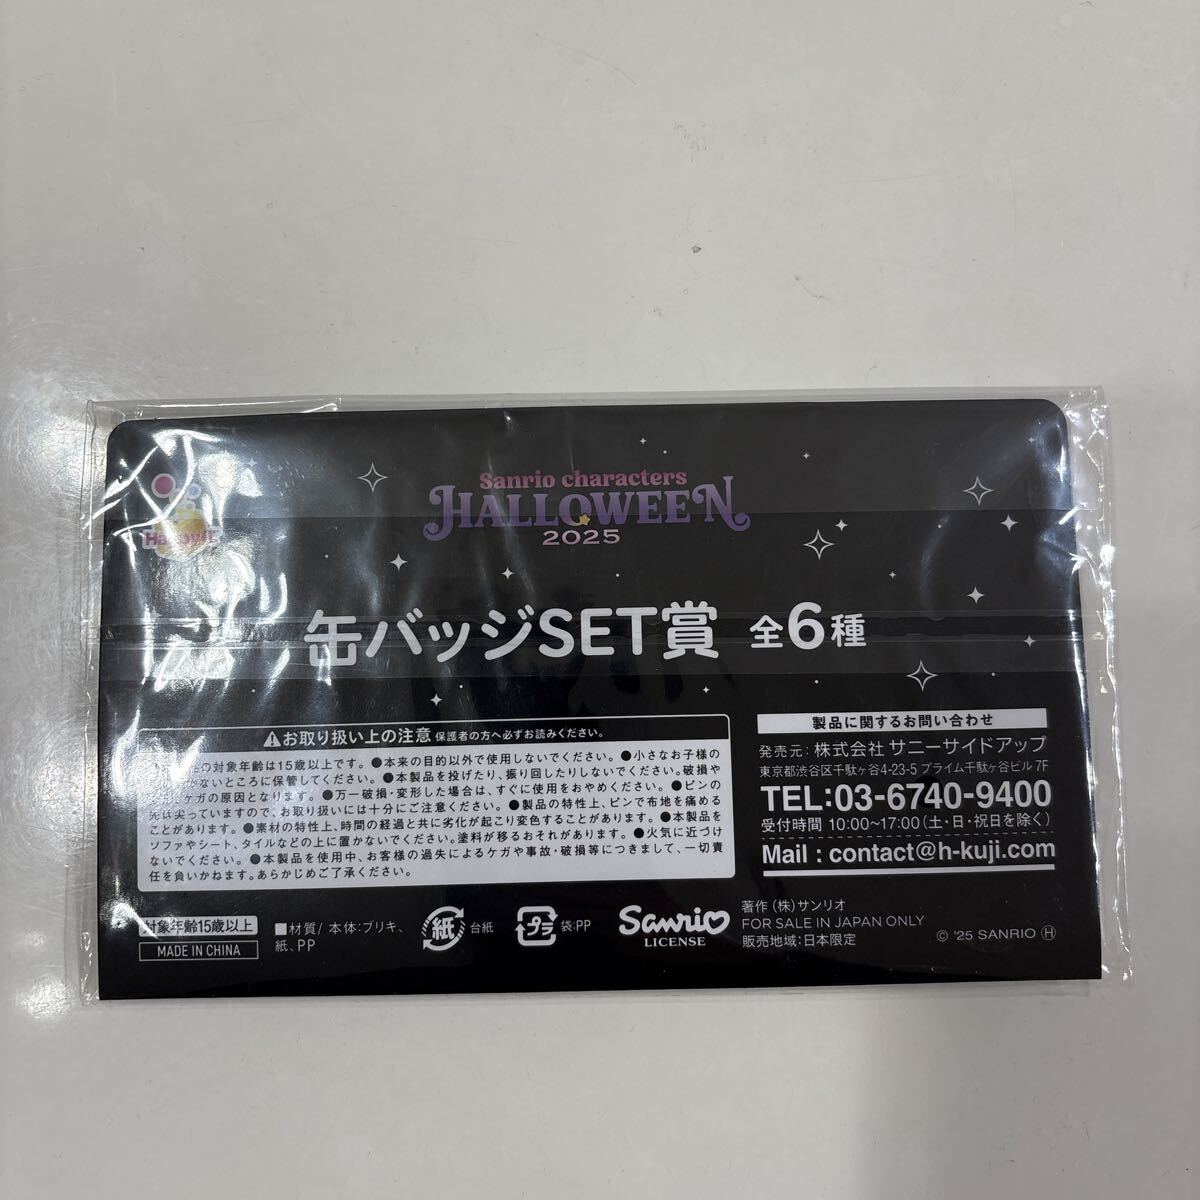 Sanrio characters
HALLOWEEN
2025
缶バッジSET賞 全6種
⚠お取り扱い上の注意 保護者の方へ必ずお読みください。
の対象年齢は15歳以上です。●本来の目的以外で使用しないでください。●小さなお子様の
ないところに保管してください。●本製品を投げたり、振り回したりしないでください。破損や
ケガの原因となります。●万一破損・変形した場合は、すぐに使用をおやめください。●ピンの
先は尖っていますので、お取り扱いには十分にご注意ください。●製品の特性上、ピンで布地を痛める
ことがあります。●素材の特性上、時間の経過と共に劣化が起こり変色することがあります。●本製品を
ソファやシート、タイルなどの上に置かないでください。塗料が移るおそれがあります。●火気に近づけ
ないでください。●本製品を使用中、お客様の過失によるケガや事故・破損等につきまして、一切責
任を負いかねます。あらかじめご了承ください。
製品に関するお問い合わせ
発売元：株式会社 サニーサイドアップ
東京都渋谷区千駄ヶ谷4-23-5 プライム千駄ヶ谷ビル 7F
TEL:03-6740-9400
受付時間 10:00~17:00(土・日・祝日を除く)
Mail : contact@h-kuji.com
対象年齢15歳以上
MADE IN CHINA
■材質 / 本体：ブリキ、
紙、PP
紙 台紙
プラ 袋:PP
Sanrio
LICENSE
著作 (株)サンリオ
FOR SALE IN JAPAN ONLY
販売地域：日本限定
© '25 SANRIO Ⓗ